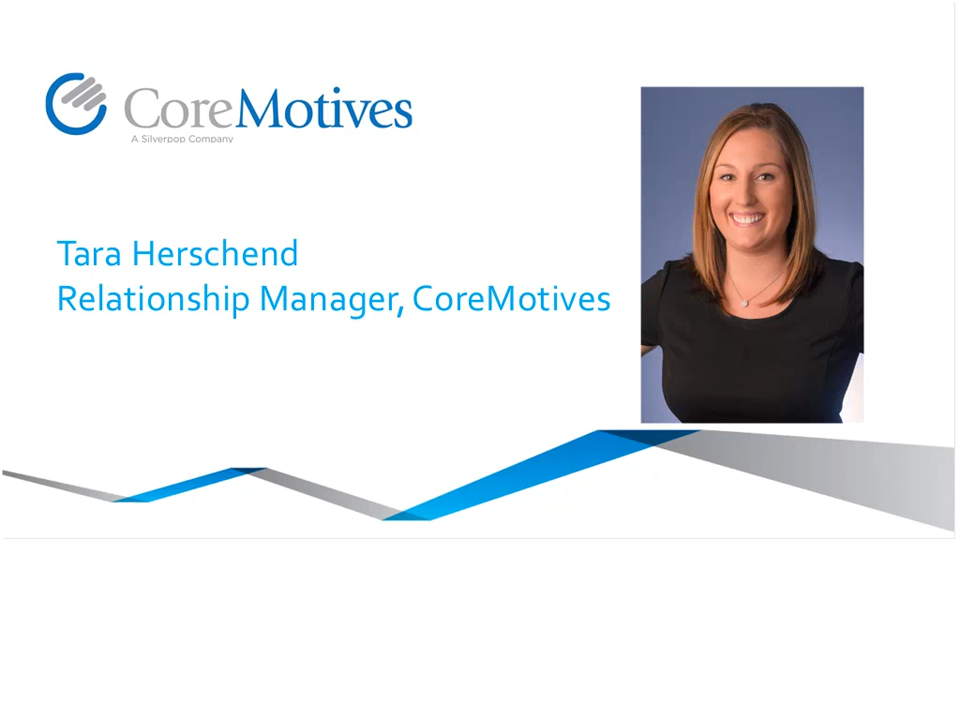 CoreMotives
A Silverpop Company
Tara Herschend
Relationship Manager, CoreMotives